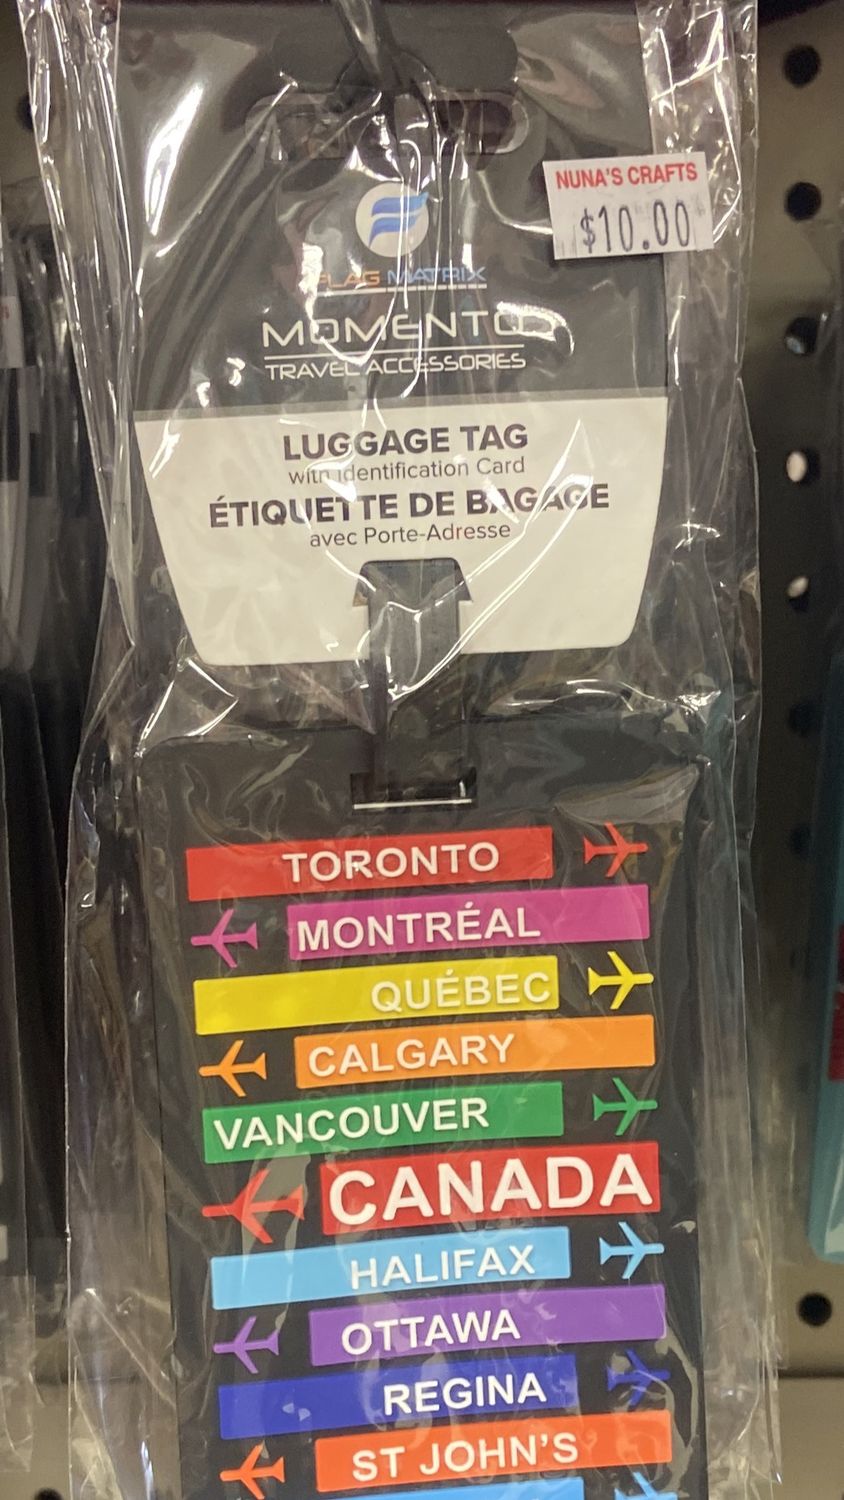 NUNA'S CRAFTS
$10.00
FLAG MATRIX
MOMENTO
TRAVEL ACCESSORIES
LUGGAGE TAG
with Identification Card
ÉTIQUETTE DE BAGAGE
avec Porte-Adresse
TORONTO
MONTRÉAL
QUÉBEC
CALGARY
VANCOUVER
CANADA
HALIFAX
OTTAWA
REGINA
ST JOHN'S